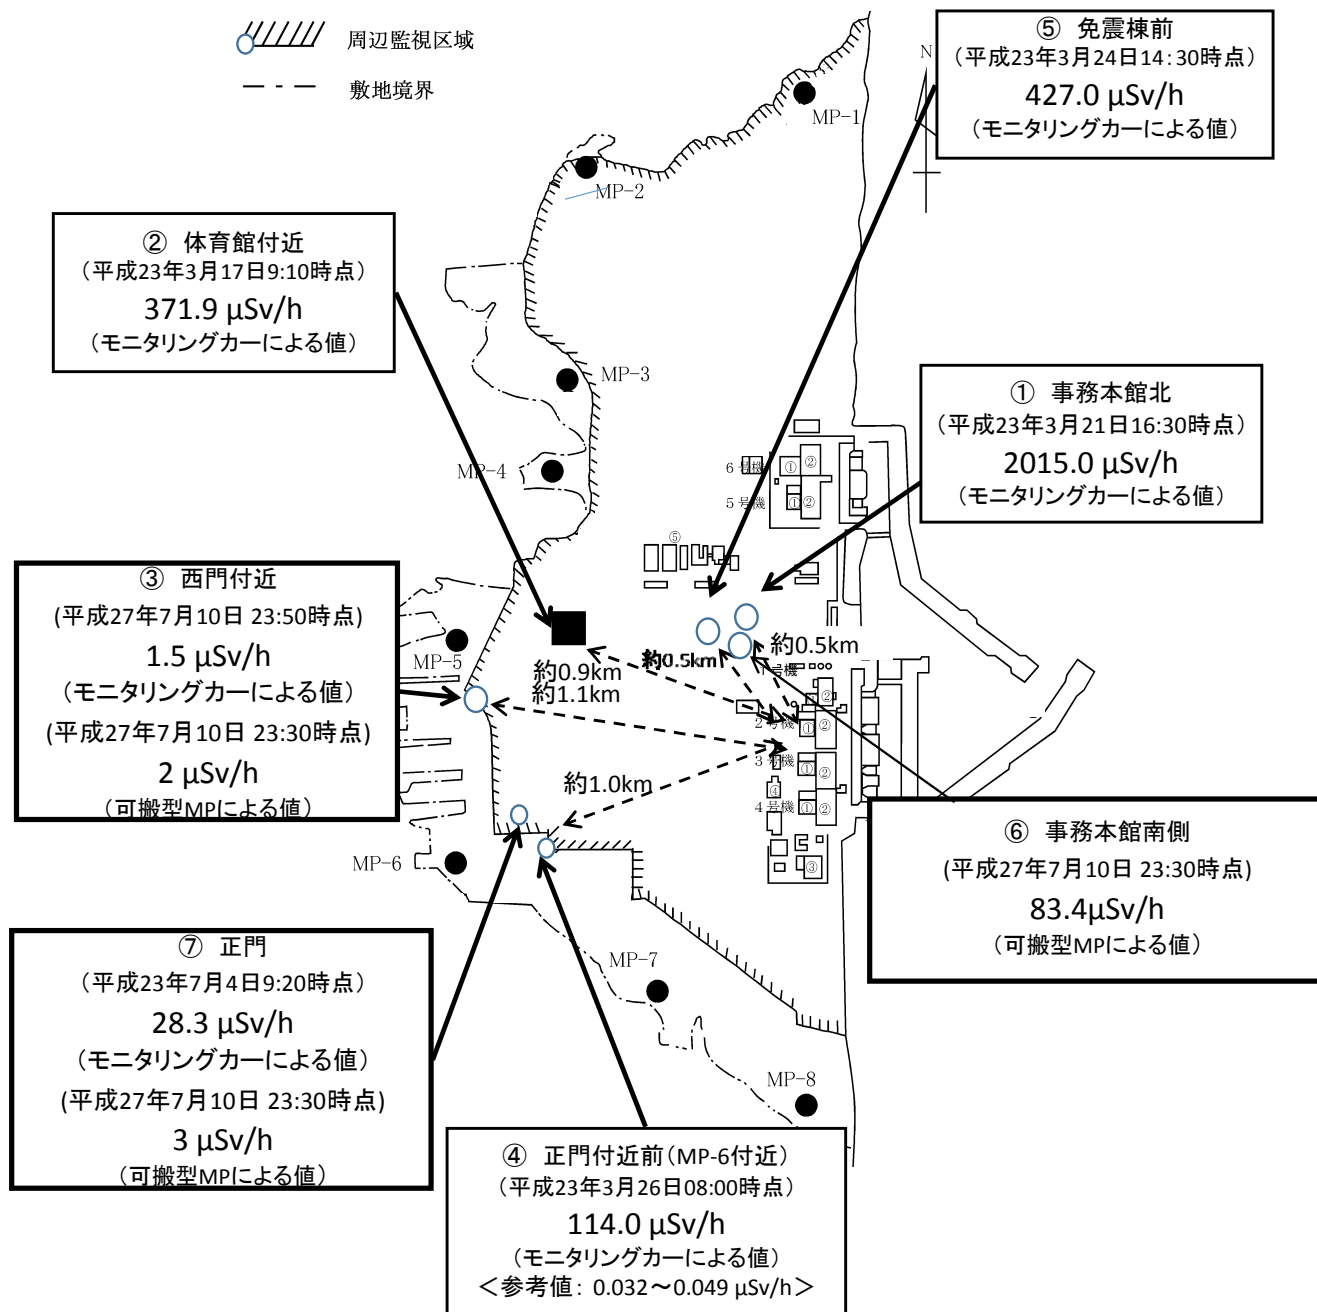 周辺監視区域
敷地境界
⑤ 免震棟前
（平成23年3月24日14:30時点）
427.0 μSv/h
（モニタリングカーによる値）
N
MP-1
MP-2
② 体育館付近
（平成23年3月17日9:10時点）
371.9 μSv/h
（モニタリングカーによる値）
MP-3
① 事務本館北
（平成23年3月21日16:30時点）
2015.0 μSv/h
（モニタリングカーによる値）
MP-4
6号機
① ②
5号機
① ②
⑤
③ 西門付近
(平成27年7月10日 23:50時点)
1.5 μSv/h
（モニタリングカーによる値）
(平成27年7月10日 23:30時点)
2 μSv/h
（可搬型MPによる値）
MP-5
約0.9km
約1.1km
約0.5km
約0.5km
1号機
②
2号機
① ②
3号機
① ②
④
4号機
① ②
③
約1.0km
MP-6
⑥ 事務本館南側
(平成27年7月10日 23:30時点)
83.4μSv/h
（可搬型MPによる値）
⑦ 正門
（平成23年7月4日9:20時点）
28.3 μSv/h
（モニタリングカーによる値）
(平成27年7月10日 23:30時点)
3 μSv/h
（可搬型MPによる値）
MP-7
MP-8
④ 正門付近前（MP-6付近）
（平成23年3月26日08:00時点）
114.0 μSv/h
（モニタリングカーによる値）
＜参考値： 0.032～0.049 μSv/h＞